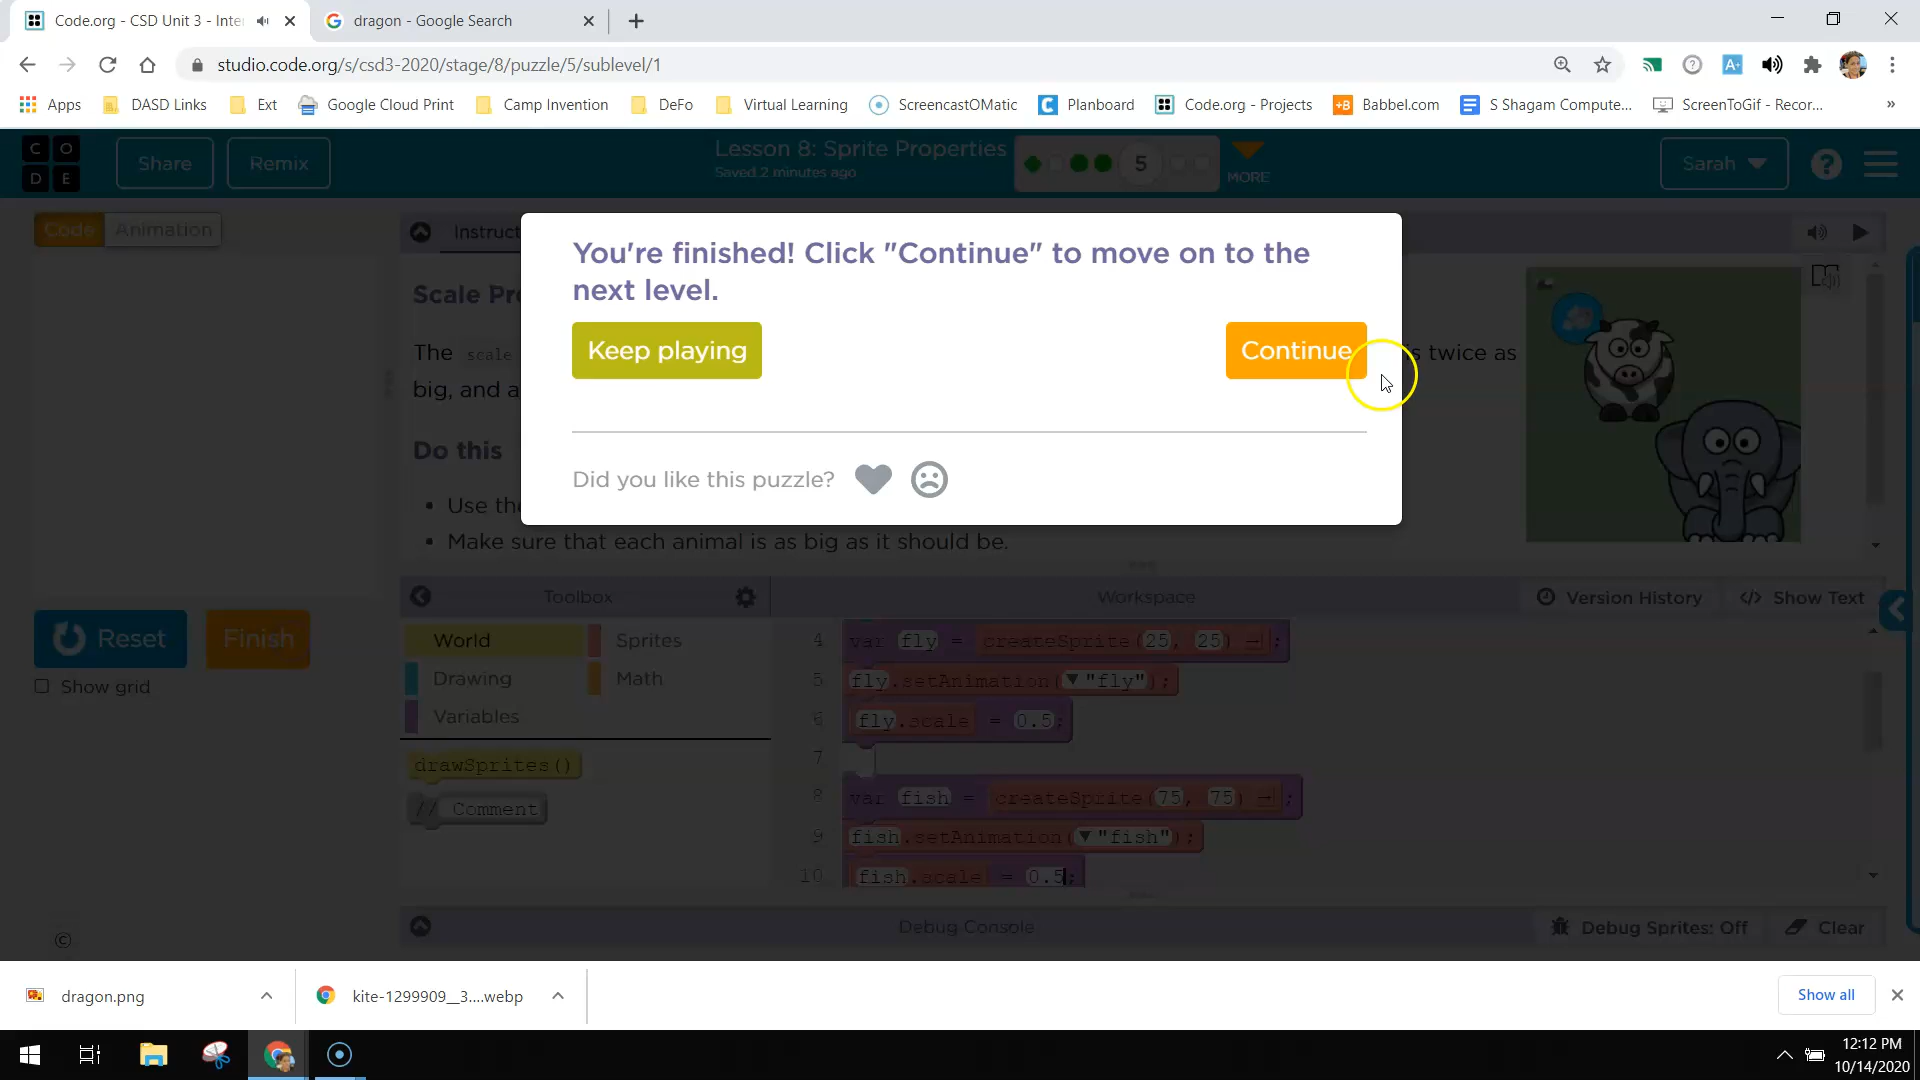 Code.org - CSD Unit 3 - Inte
dragon - Google Search
studio.code.org/s/csd3-2020/stage/8/puzzle/5/sublevel/1
Apps DASD Links Ext Google Cloud Print Camp Invention DeFo Virtual Learning ScreencastOMatic Planboard Code.org - Projects Babbel.com S Shagam Compute... ScreenToGif - Recor... »
C O
D E
Share Remix
Lesson 8: Sprite Properties
Saved 2 minutes ago
5
MORE
Sarah
?
Code Animation
Instruct
You're finished! Click "Continue" to move on to the
next level.
Keep playing
Continue
Did you like this puzzle?
Scale Pr
The scale
is twice as
big, and a
Do this
• Use the
• Make sure that each animal is as big as it should be.
Reset
Finish
Show grid
Toolbox
Workspace
Version History
</> Show Text
World
Sprites
Drawing
Math
Variables
drawSprites()
// Comment
4 var fly = createSprite(25, 25);
5 fly.setAnimation("fly");
6 fly.scale = 0.5;
7
8 var fish = createSprite(75, 75);
9 fish.setAnimation("fish");
10 fish.scale = 0.5;
©
Debug Console
Debug Sprites: Off
Clear
dragon.png
kite-1299909__3....webp
Show all
12:12 PM
10/14/2020